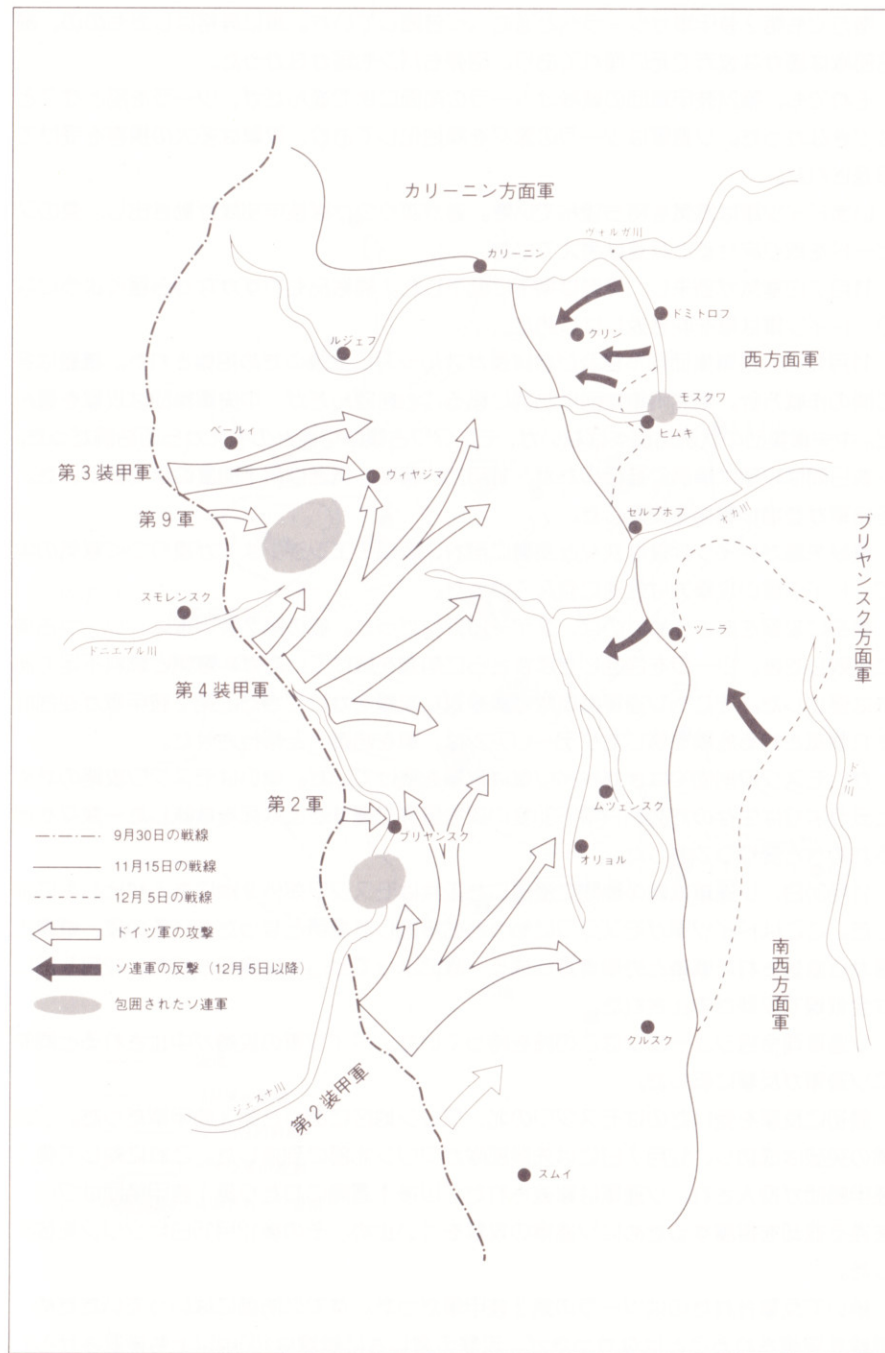 カリーニン方面軍
ヴォルガ川
カリーニン
ドミトロフ
クリン
ルジェフ
西方面軍
モスクワ
ヒムキ
ベールィ
第3装甲軍
ウィヤジマ
第9軍
セルプホフ
オカ川
ブリヤンスク方面軍
スモレンスク
ドニエプル川
ツーラ
第4装甲軍
ドン川
第2軍
ムツェンスク
ブリヤンスク
オリョル
9月30日の戦線
11月15日の戦線
12月5日の戦線
ドイツ軍の攻撃
ソ連軍の反撃(12月5日以降)
包囲されたソ連軍
南西方面軍
クルスク
ジェスナ川
第2装甲軍
スムイ